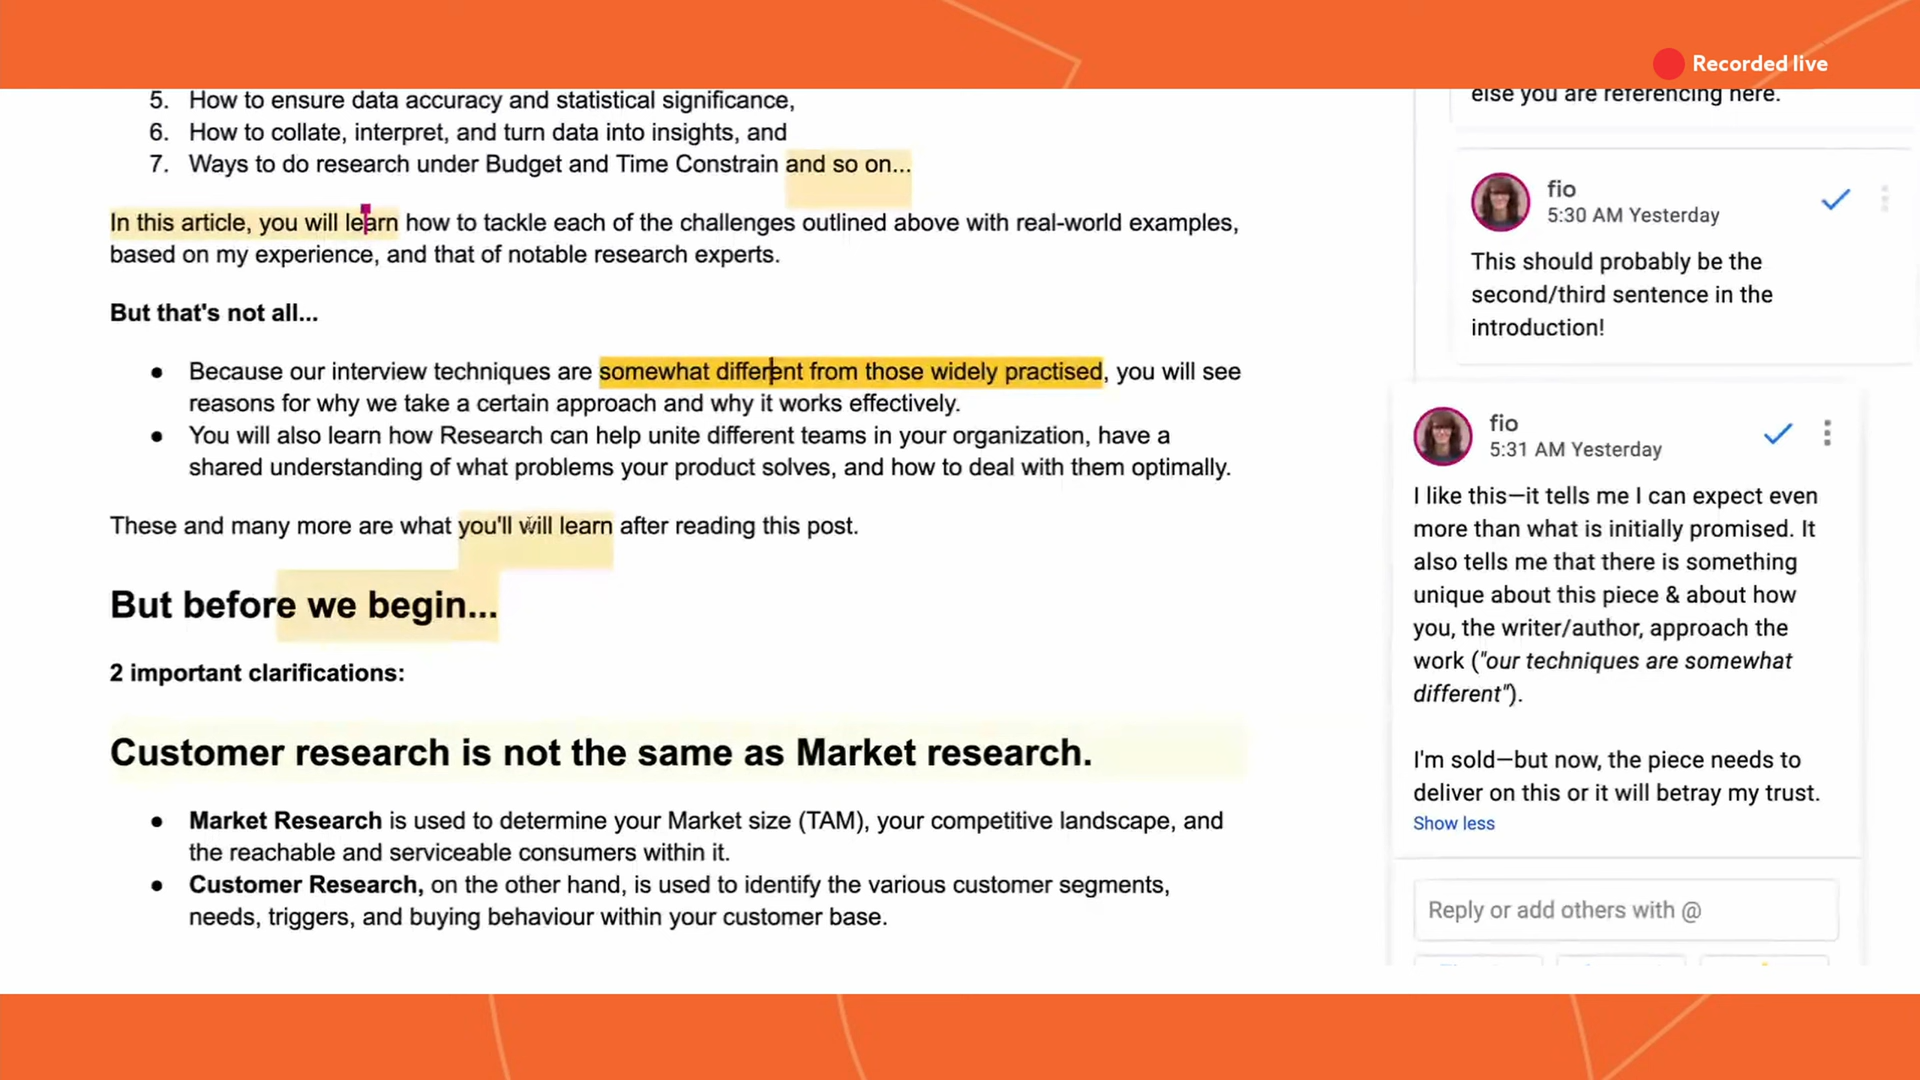 Recorded live
5. How to ensure data accuracy and statistical significance,
6. How to collate, interpret, and turn data into insights, and
7. Ways to do research under Budget and Time Constrain and so on...
In this article, you will learn how to tackle each of the challenges outlined above with real-world examples,
based on my experience, and that of notable research experts.
But that's not all...
● Because our interview techniques are somewhat different from those widely practised, you will see
reasons for why we take a certain approach and why it works effectively.
● You will also learn how Research can help unite different teams in your organization, have a
shared understanding of what problems your product solves, and how to deal with them optimally.
These and many more are what you'll will learn after reading this post.
But before we begin...
2 important clarifications:
Customer research is not the same as Market research.
● Market Research is used to determine your Market size (TAM), your competitive landscape, and
the reachable and serviceable consumers within it.
● Customer Research, on the other hand, is used to identify the various customer segments,
needs, triggers, and buying behaviour within your customer base.
else you are referencing here.
fio
5:30 AM Yesterday
This should probably be the
second/third sentence in the
introduction!
fio
5:31 AM Yesterday
I like this—it tells me I can expect even
more than what is initially promised. It
also tells me that there is something
unique about this piece & about how
you, the writer/author, approach the
work ("our techniques are somewhat
different").
I'm sold—but now, the piece needs to
deliver on this or it will betray my trust.
Show less
Reply or add others with @